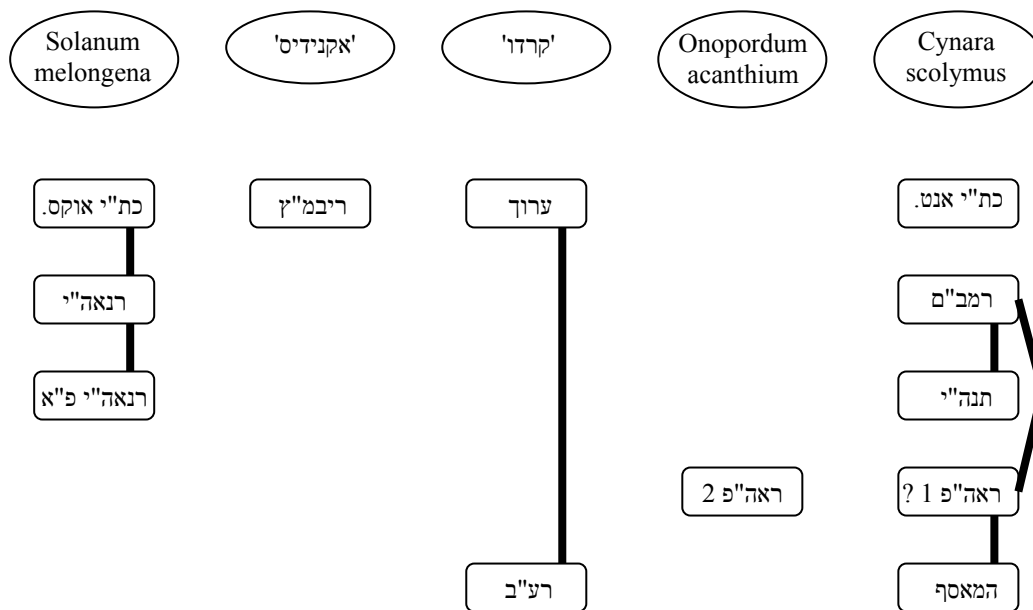 Solanum
melongena
'אקנידיס'
'קרדו'
Onopordum
acanthium
Cynara
scolymus
כת"י אוקס.
ריבמ"ץ
ערוך
כת"י אנט.
רנאה"י
רמב"ם
רנאה"י פ"א
תנה"י
ראה"פ 2
ראה"פ 1 ?
רע"ב
המאסף